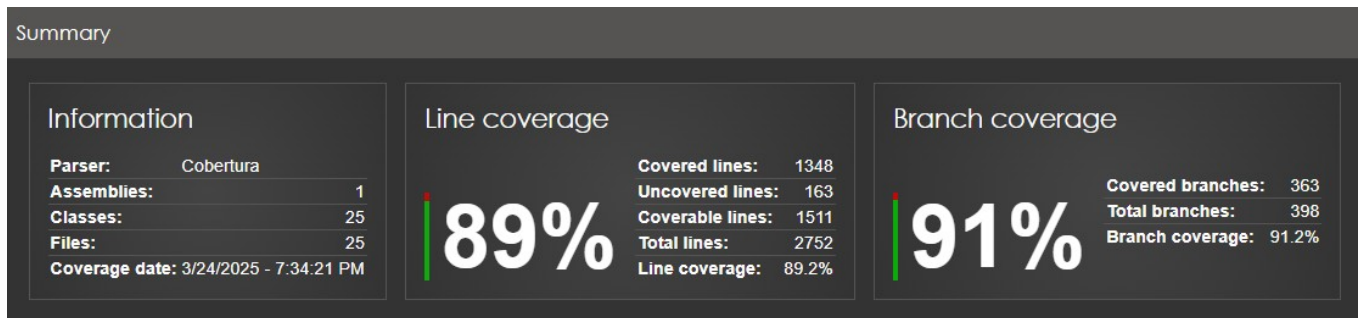 Summary
Information
Parser: Cobertura
Assemblies: 1
Classes: 25
Files: 25
Coverage date: 3/24/2025 - 7:34:21 PM
Line coverage
89%
Covered lines: 1348
Uncovered lines: 163
Coverable lines: 1511
Total lines: 2752
Line coverage: 89.2%
Branch coverage
91%
Covered branches: 363
Total branches: 398
Branch coverage: 91.2%